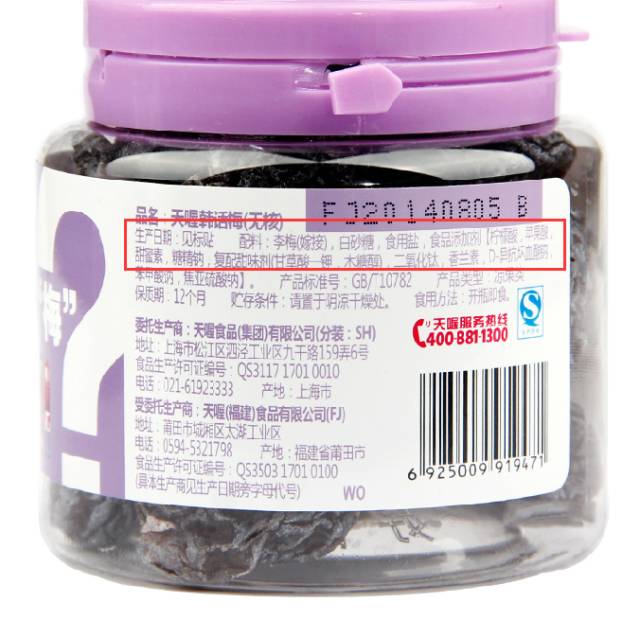 梅”
?
品名：天喔韩话梅(无核)
FJ20140805 B
生产日期：见标贴 配料：李梅(嫁接)，白砂糖，食用盐，食品添加剂【柠檬酸，苹果酸，
甜蜜素，糖精钠，复配甜味剂(甘草酸一钾，木糖醇)，二氧化钛，香兰素，D-异抗坏血酸钠，
苯甲酸钠，焦亚硫酸钠】。 产品标准号：GB/T10782 产品类型：凉果类
保质期：12个月 贮存条件：请置于阴凉干燥处。 食用方法：开瓶即食。
委托生产商：天喔食品(集团)有限公司(分装：SH)
地址：上海市松江区泗泾工业区九干路159弄6号
食品生产许可证编号：QS3117 1701 0010
电话：021-61923333 产地：上海市
受委托生产商：天喔(福建)食品有限公司(FJ)
地址：莆田市城厢区太湖工业区
电话：0594-5321798 产地：福建省莆田市
食品生产许可证编号：QS3503 1701 0100
(具体生产商见生产日期旁字母代号) WO
天喔服务热线
400-881-1300
生产许可
6 925009 919471